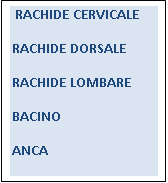 RACHIDE CERVICALE
RACHIDE DORSALE
RACHIDE LOMBARE
BACINO
ANCA